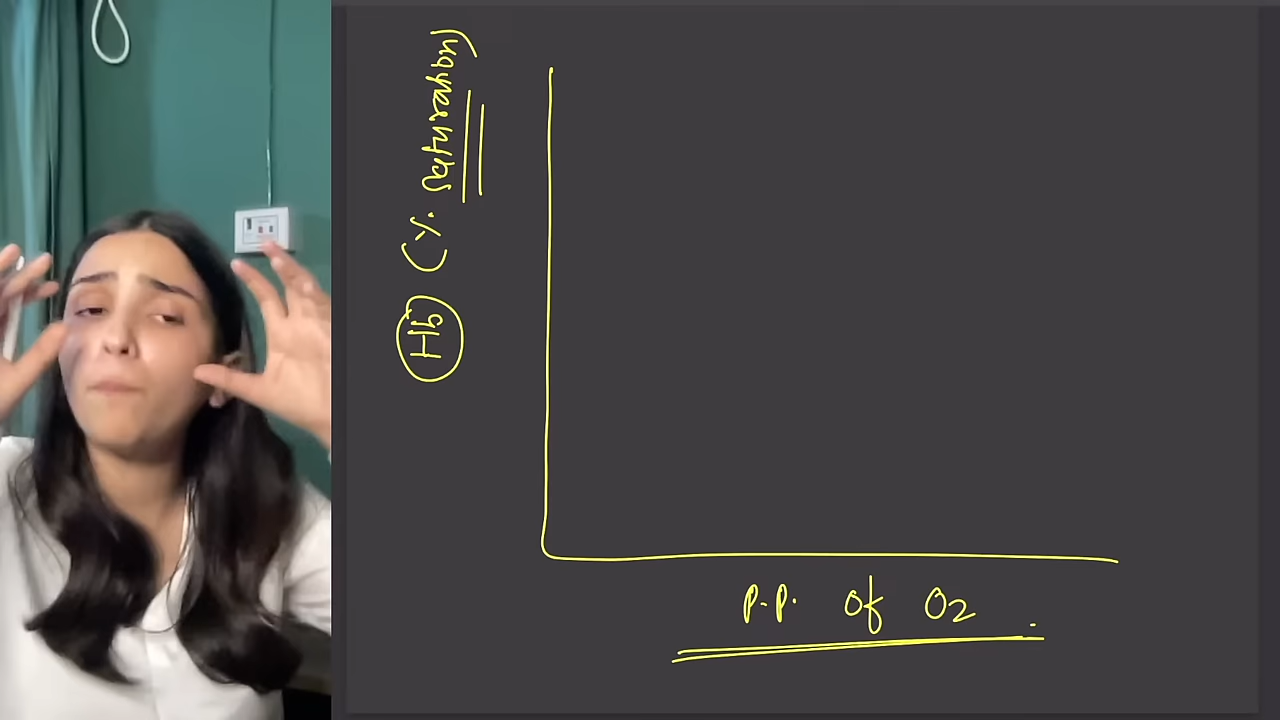 Hb (%. Saturation)
P.P. of O2